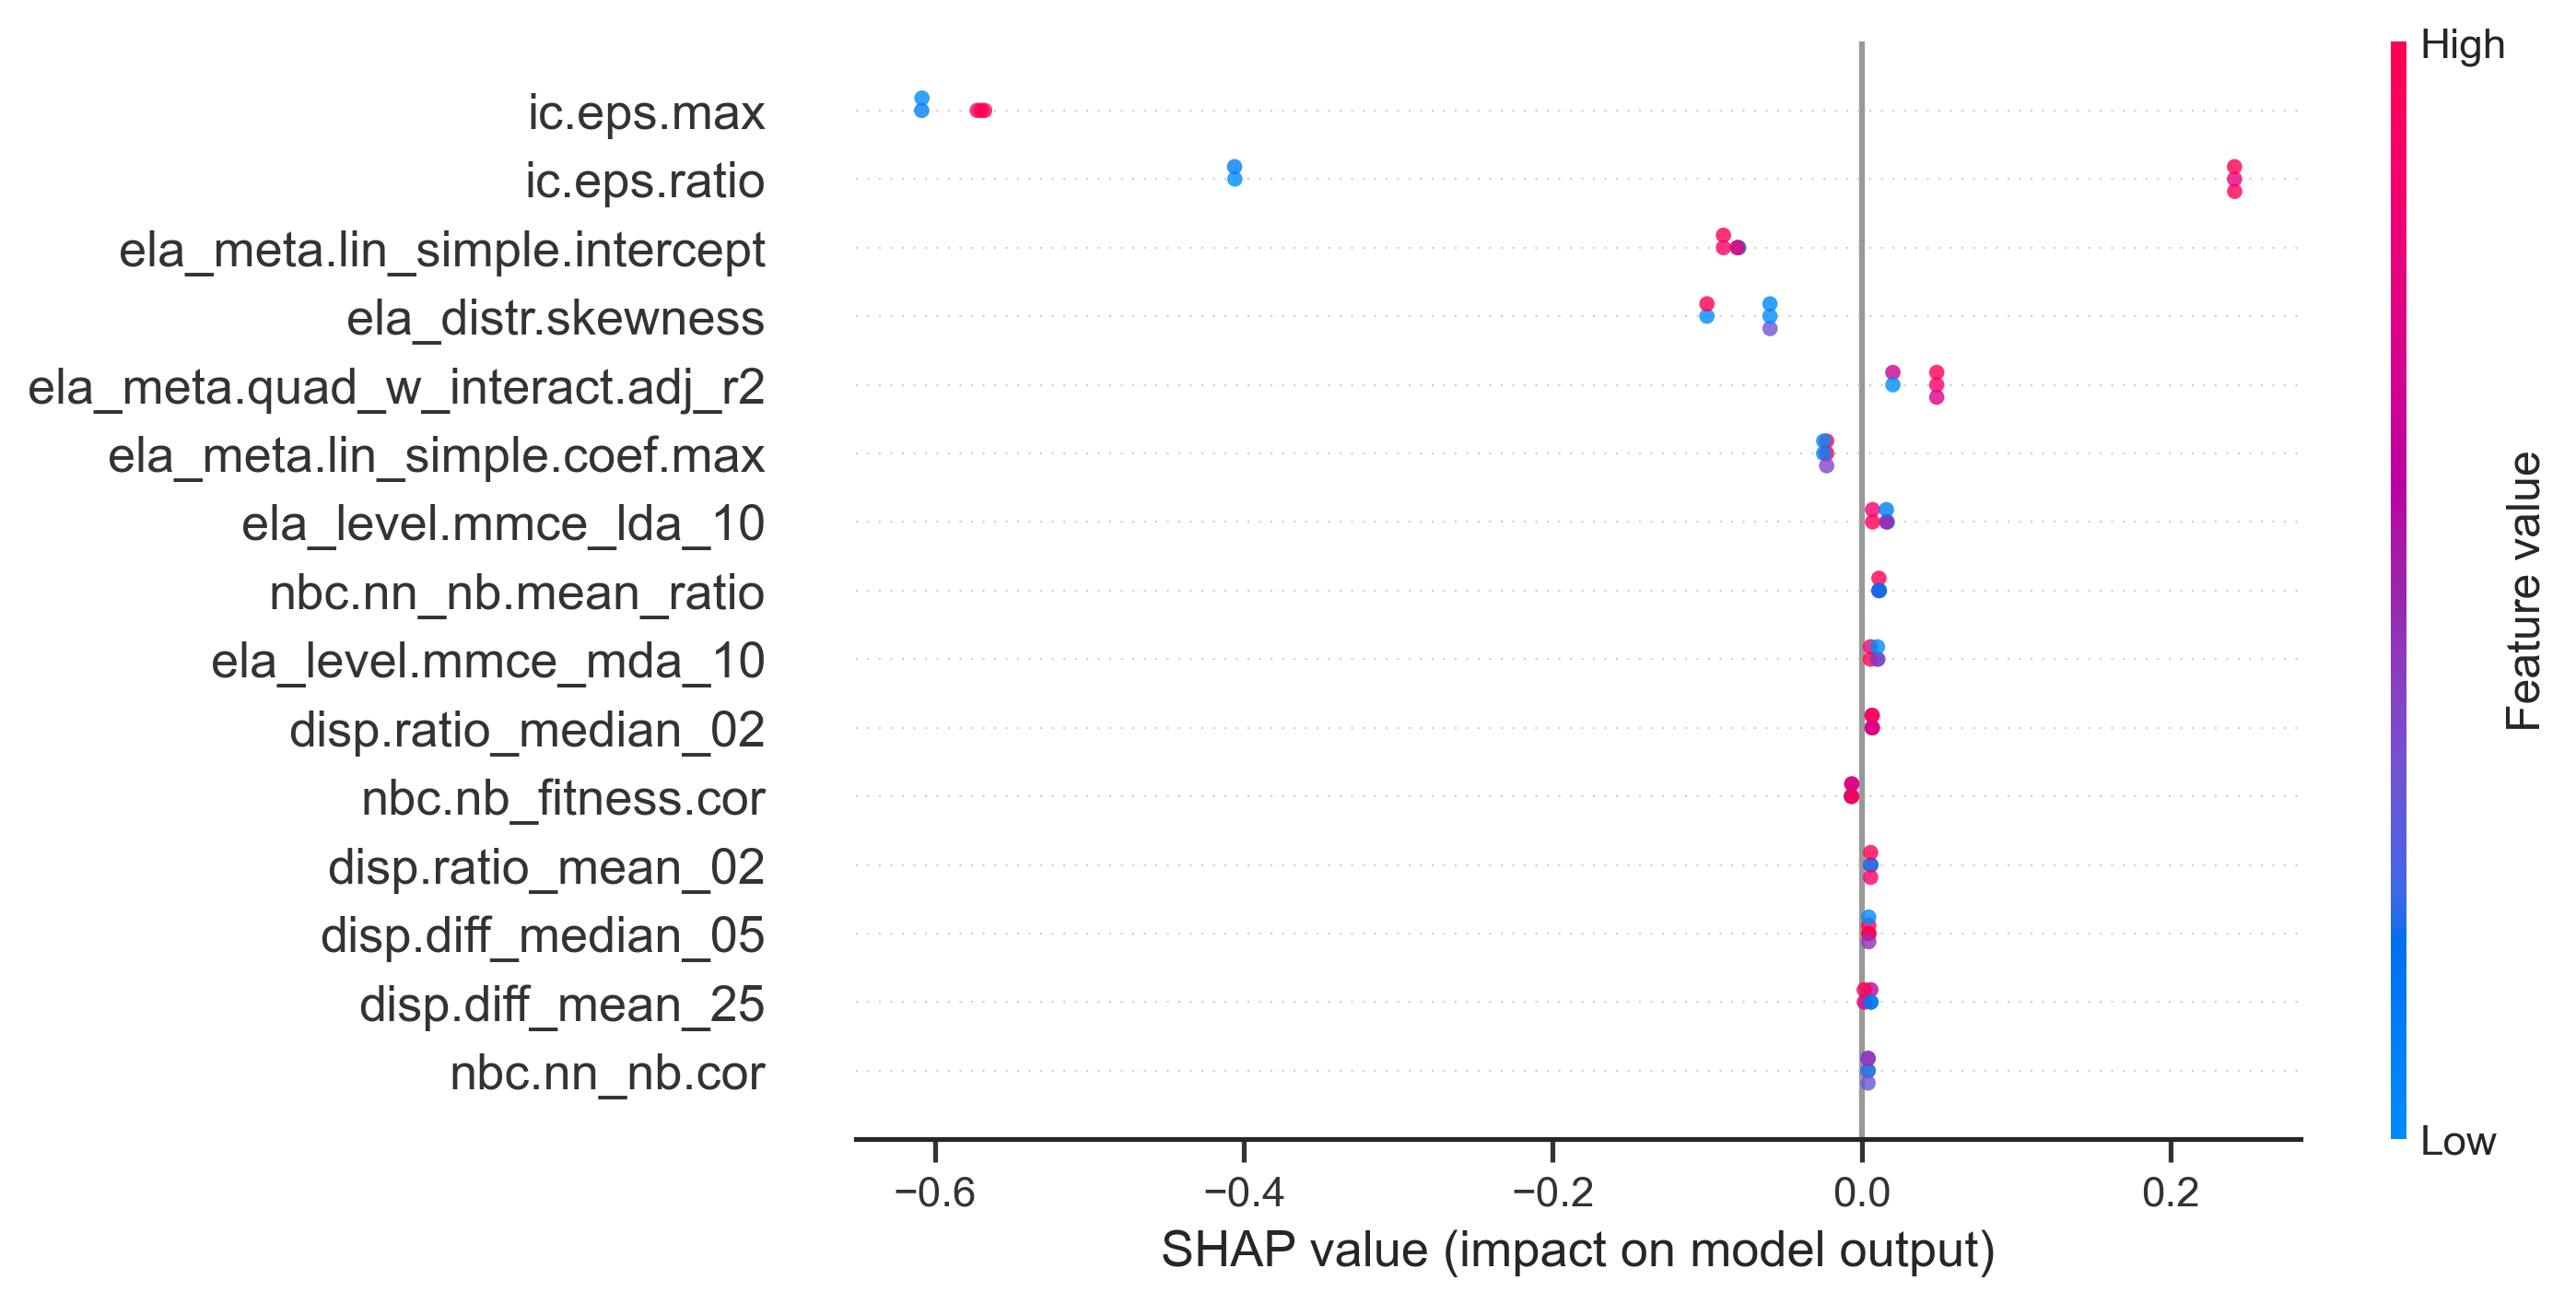 High
ic.eps.max
ic.eps.ratio
ela_meta.lin_simple.intercept
ela_distr.skewness
ela_meta.quad_w_interact.adj_r2
ela_meta.lin_simple.coef.max
ela_level.mmce_lda_10
nbc.nn_nb.mean_ratio
ela_level.mmce_mda_10
disp.ratio_median_02
nbc.nb_fitness.cor
disp.ratio_mean_02
disp.diff_median_05
disp.diff_mean_25
nbc.nn_nb.cor
Feature value
Low
−0.6 −0.4 −0.2 0.0 0.2
SHAP value (impact on model output)